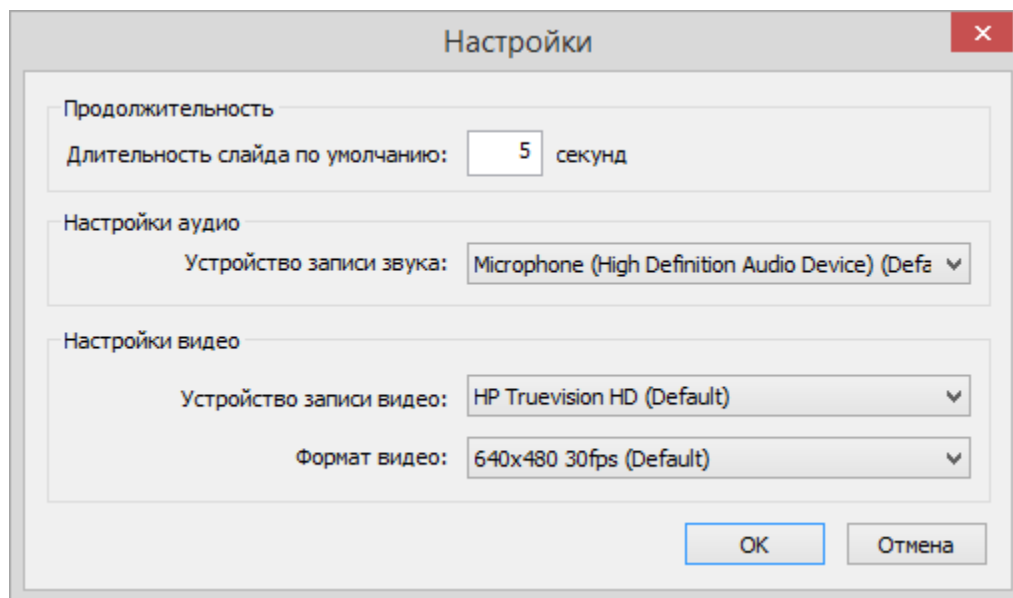 Настройки
Продолжительность
Длительность слайда по умолчанию: 5 секунд
Настройки аудио
Устройство записи звука: Microphone (High Definition Audio Device) (Defa
Настройки видео
Устройство записи видео: HP Truevision HD (Default)
Формат видео: 640x480 30fps (Default)
OK Отмена